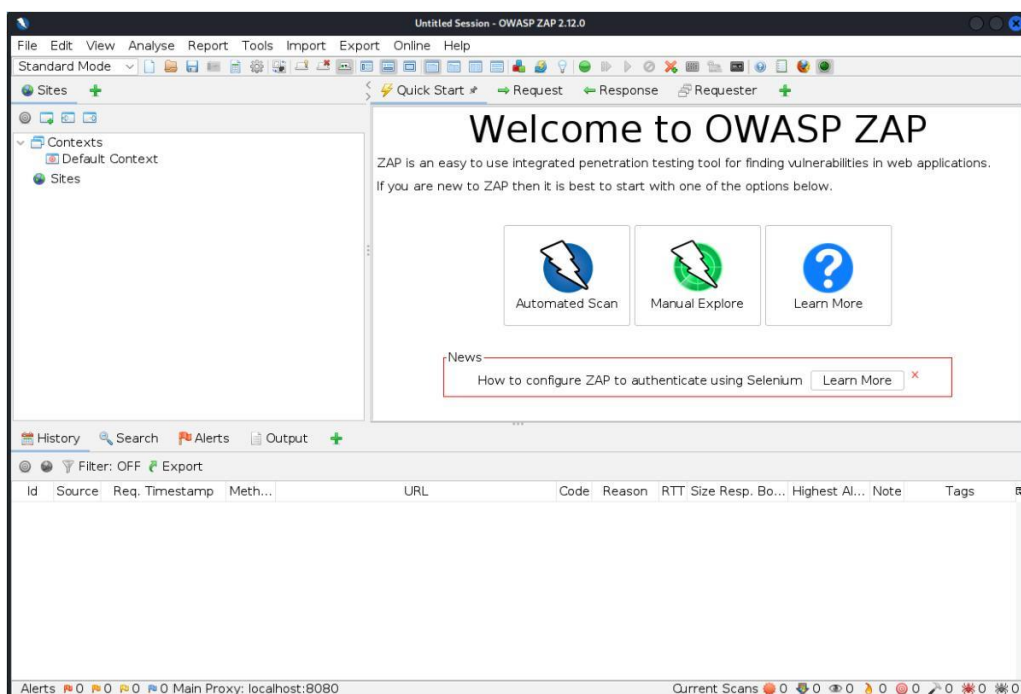 Untitled Session - OWASP ZAP 2.12.0
File Edit View Analyse Report Tools Import Export Online Help
Standard Mode
Sites
Quick Start Request Response Requester
Contexts
Default Context
Sites
Welcome to OWASP ZAP
ZAP is an easy to use integrated penetration testing tool for finding vulnerabilities in web applications.
If you are new to ZAP then it is best to start with one of the options below.
Automated Scan Manual Explore Learn More
News
How to configure ZAP to authenticate using Selenium Learn More
History Search Alerts Output
Filter: OFF Export
Id Source Req. Timestamp Meth... URL Code Reason RTT Size Resp. Bo... Highest Al... Note Tags
Alerts 0 0 0 0 Main Proxy: localhost:8080 Current Scans 0 0 0 0 0 0 0 0